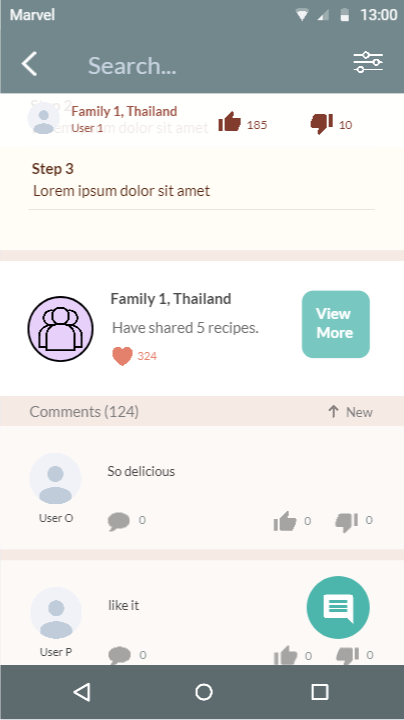 Marvel 13:00
Search...
Step 2
Family 1, Thailand
User 1
185 10
Lorem ipsum dolor sit amet
Step 3
Lorem ipsum dolor sit amet
Family 1, Thailand
Have shared 5 recipes.
324
View
More
Comments (124) New
So delicious
User O
0 0 0
like it
User P
0 0 0